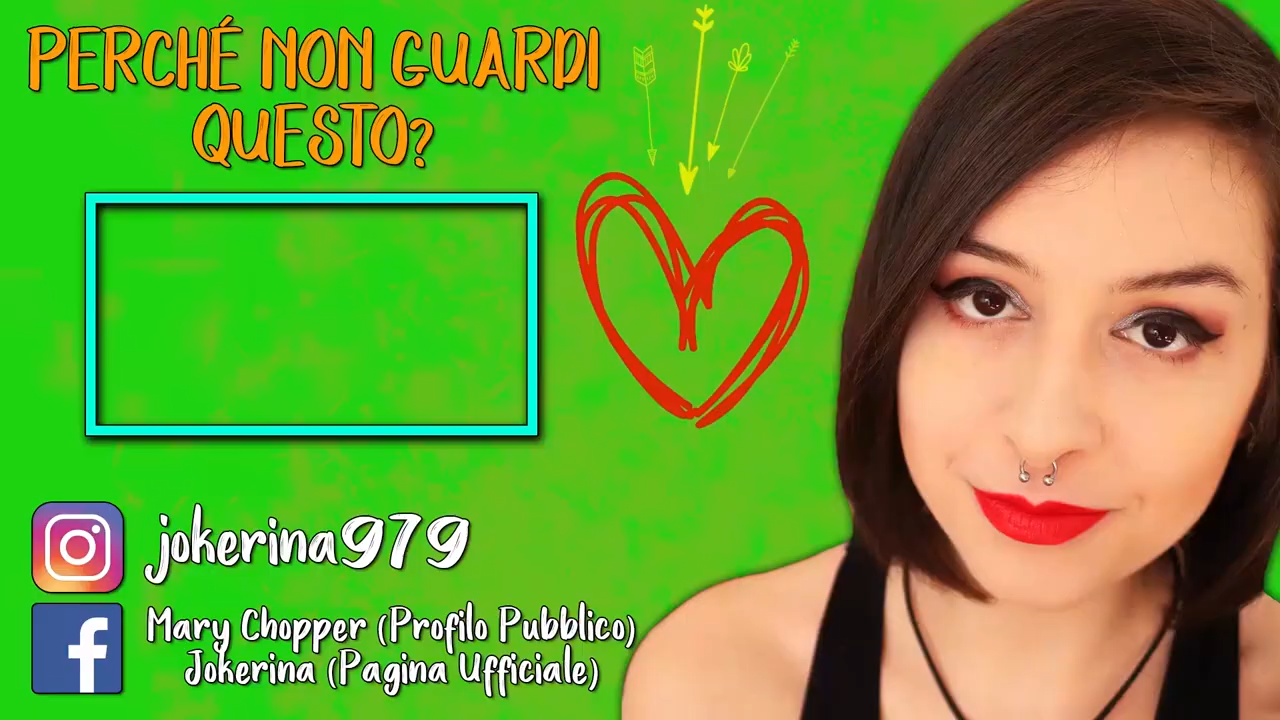 PERCHÉ NON GUARDI
QUESTO?
jokerina979
Mary Chopper (Profilo Pubblico)
Jokerina (Pagina Ufficiale)